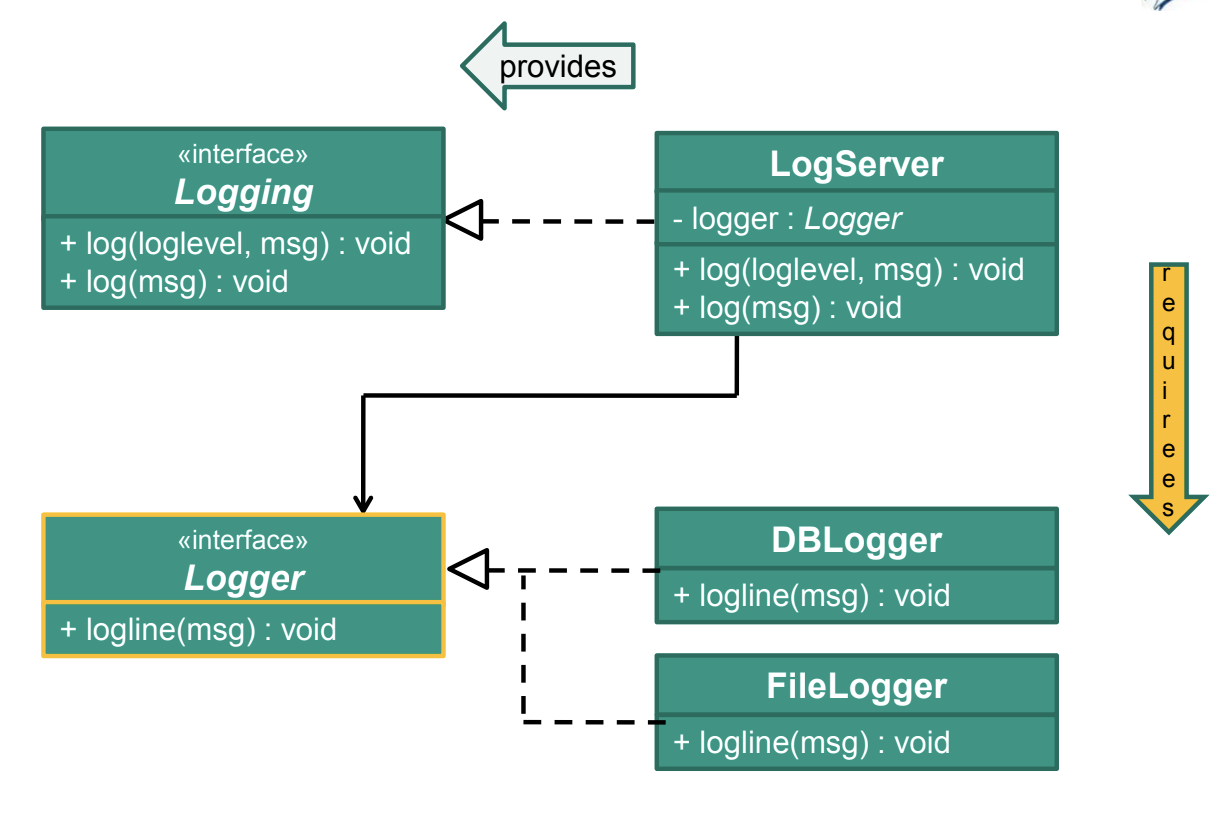 provides
«interface»
Logging
+ log(loglevel, msg) : void
+ log(msg) : void
LogServer
- logger : Logger
+ log(loglevel, msg) : void
+ log(msg) : void
r
e
q
u
i
r
e
e
s
«interface»
Logger
+ logline(msg) : void
DBLogger
+ logline(msg) : void
FileLogger
+ logline(msg) : void